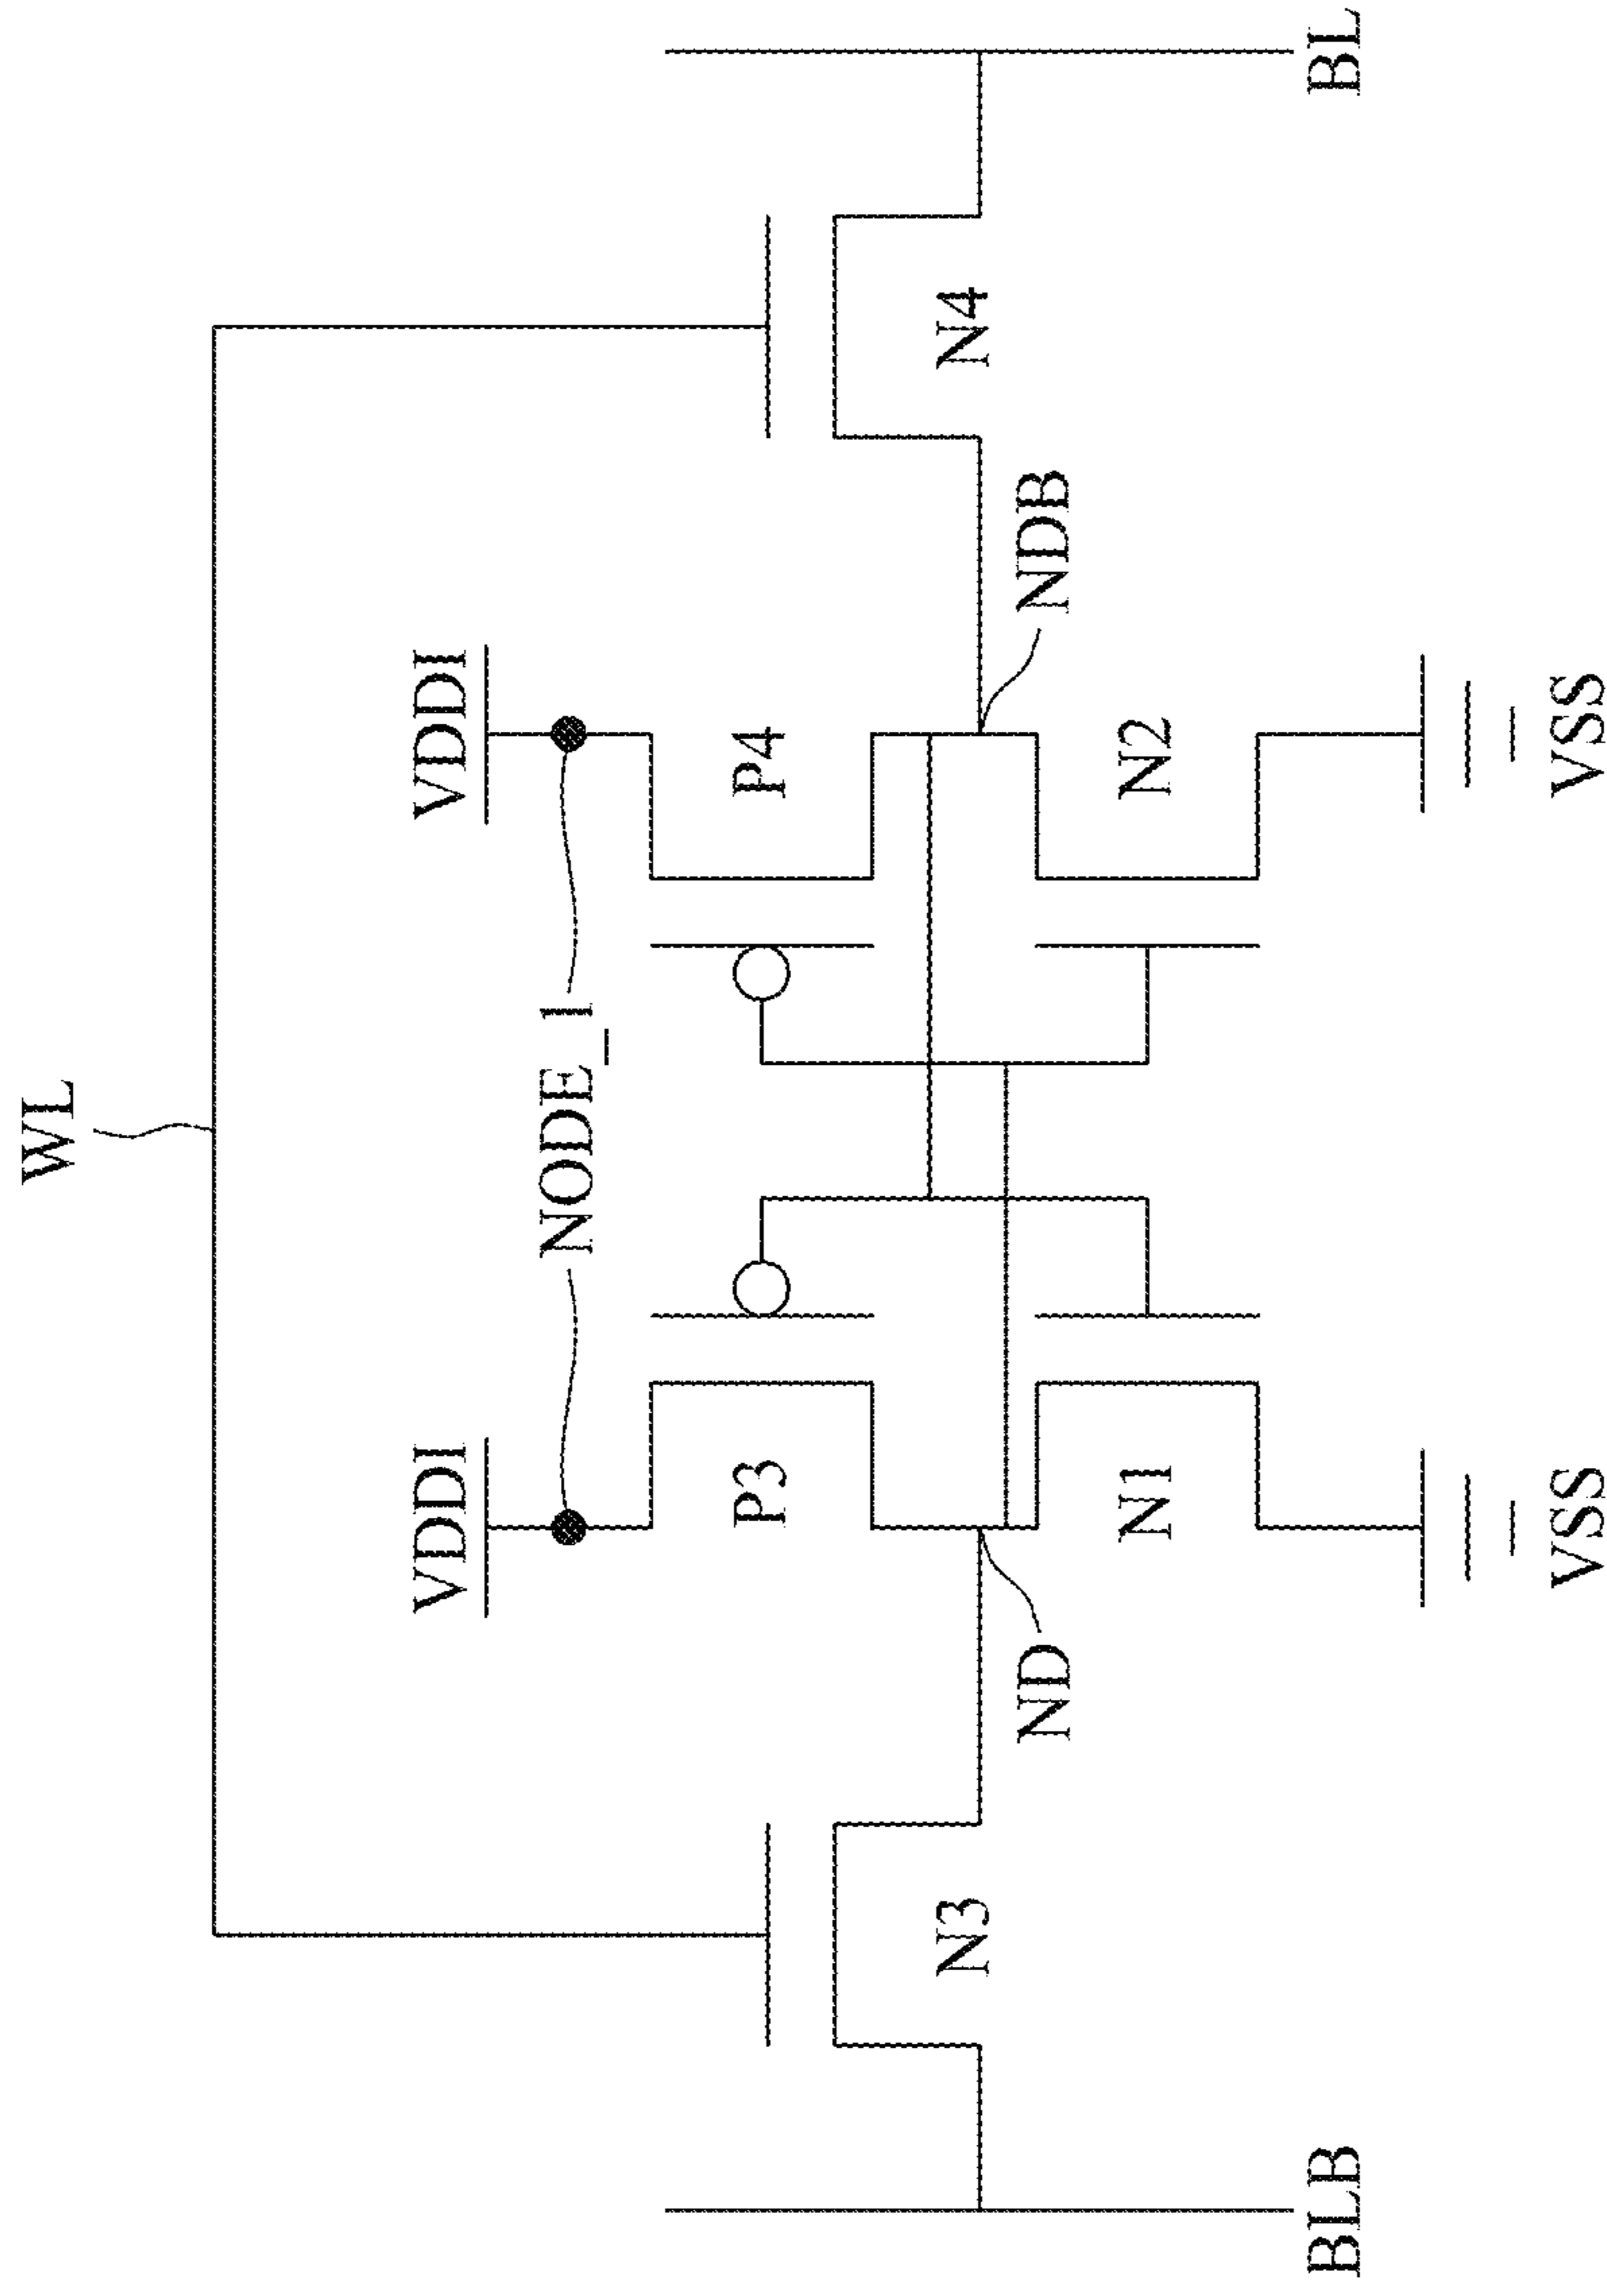 WL
VDDI
VDDI
NODE_1
P3
P4
N3
N4
ND
NDB
N1
N2
BLB
BL
VSS
VSS